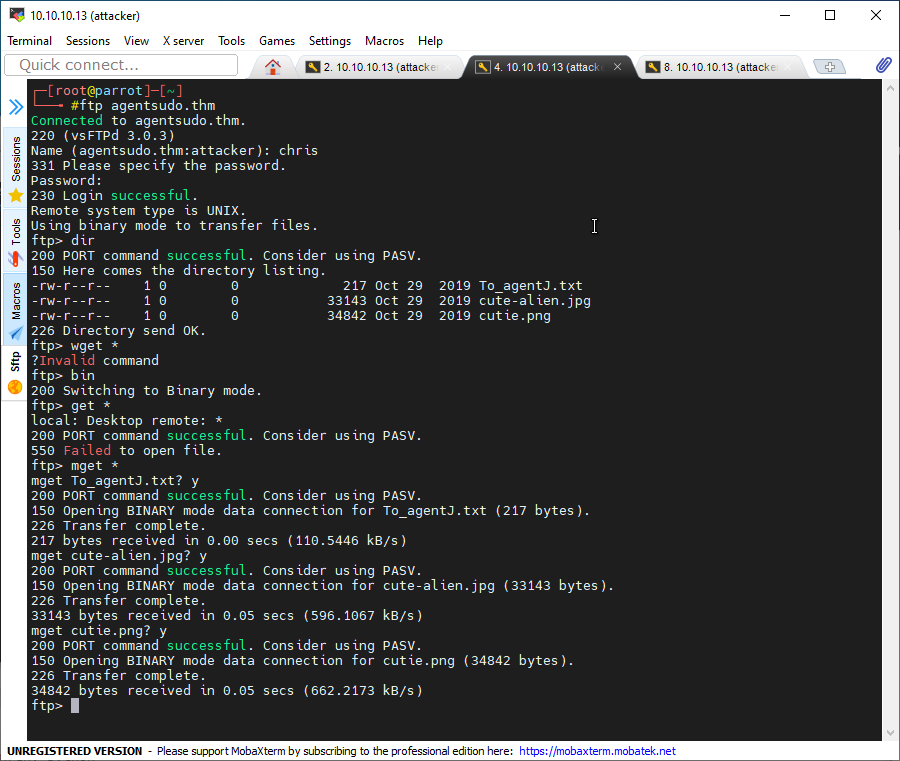 10.10.10.13 (attacker)
Terminal Sessions View X server Tools Games Settings Macros Help
Quick connect...
2. 10.10.10.13 (attacke
4. 10.10.10.13 (attack
8. 10.10.10.13 (attacke
Sessions
Tools
Macros
Sftp
┌─[root@parrot]─[~]
└──╼ #ftp agentsudo.thm
Connected to agentsudo.thm.
220 (vsFTPd 3.0.3)
Name (agentsudo.thm:attacker): chris
331 Please specify the password.
Password:
230 Login successful.
Remote system type is UNIX.
Using binary mode to transfer files.
ftp> dir
200 PORT command successful. Consider using PASV.
150 Here comes the directory listing.
-rw-r--r--    1 0        0             217 Oct 29  2019 To_agentJ.txt
-rw-r--r--    1 0        0           33143 Oct 29  2019 cute-alien.jpg
-rw-r--r--    1 0        0           34842 Oct 29  2019 cutie.png
226 Directory send OK.
ftp> wget *
?Invalid command
ftp> bin
200 Switching to Binary mode.
ftp> get *
local: Desktop remote: *
200 PORT command successful. Consider using PASV.
550 Failed to open file.
ftp> mget *
mget To_agentJ.txt? y
200 PORT command successful. Consider using PASV.
150 Opening BINARY mode data connection for To_agentJ.txt (217 bytes).
226 Transfer complete.
217 bytes received in 0.00 secs (110.5446 kB/s)
mget cute-alien.jpg? y
200 PORT command successful. Consider using PASV.
150 Opening BINARY mode data connection for cute-alien.jpg (33143 bytes).
226 Transfer complete.
33143 bytes received in 0.05 secs (596.1067 kB/s)
mget cutie.png? y
200 PORT command successful. Consider using PASV.
150 Opening BINARY mode data connection for cutie.png (34842 bytes).
226 Transfer complete.
34842 bytes received in 0.05 secs (662.2173 kB/s)
ftp>
UNREGISTERED VERSION - Please support MobaXterm by subscribing to the professional edition here: https://mobaxterm.mobatek.net